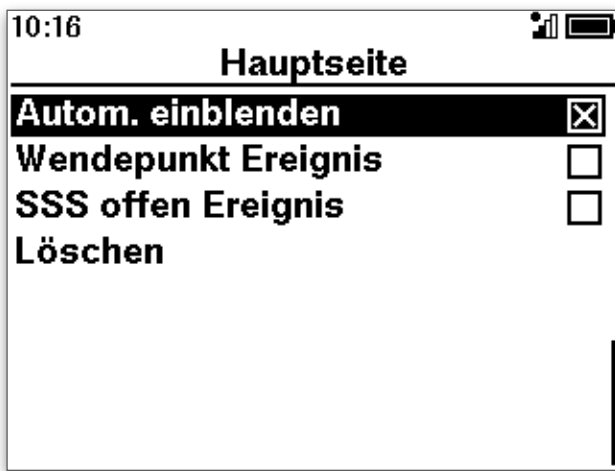 10:16
Hauptseite
Autom. einblenden
Wendepunkt Ereignis
SSS offen Ereignis
Löschen